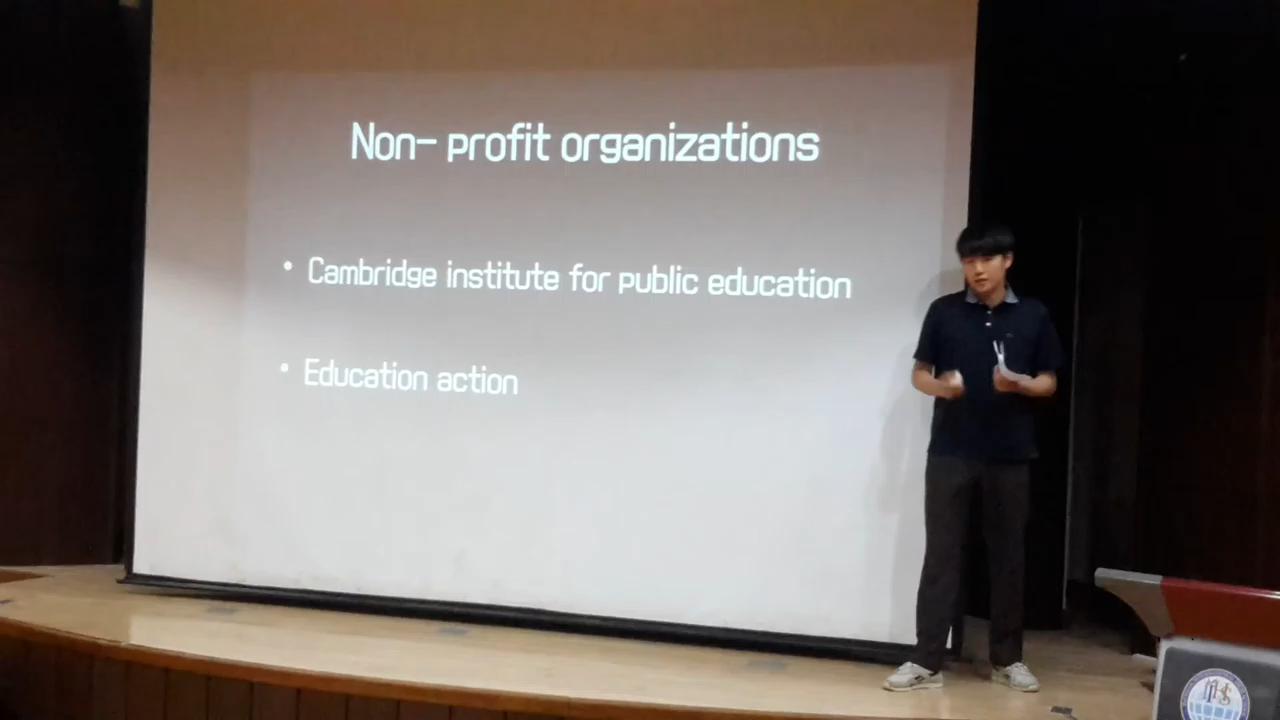 Non- profit organizations
• Cambridge institute for public education
• Education action